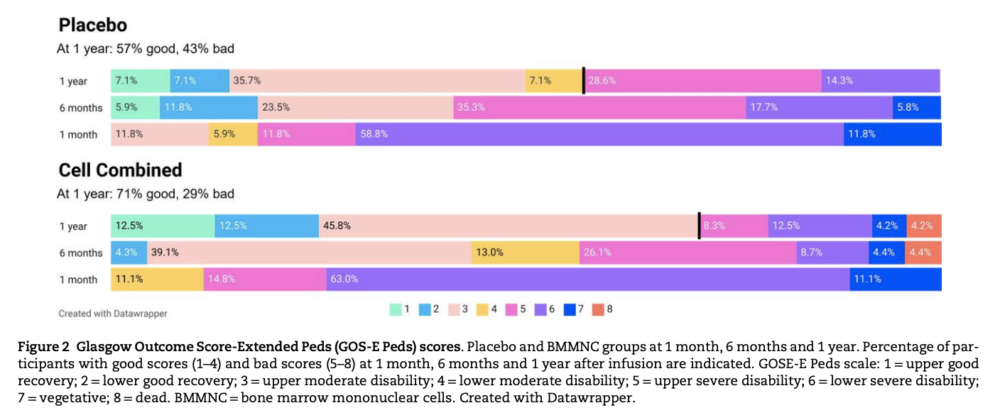 Placebo
At 1 year: 57% good, 43% bad
1 year 7.1% 7.1% 35.7% 7.1% 28.6% 14.3%
6 months 5.9% 11.8% 23.5% 35.3% 17.7% 5.8%
1 month 11.8% 5.9% 11.8% 58.8% 11.8%
Cell Combined
At 1 year: 71% good, 29% bad
1 year 12.5% 12.5% 45.8% 8.3% 12.5% 4.2% 4.2%
6 months 4.3% 39.1% 13.0% 26.1% 8.7% 4.4% 4.4%
1 month 11.1% 14.8% 63.0% 11.1%
Created with Datawrapper
1 2 3 4 5 6 7 8
Figure 2 Glasgow Outcome Score-Extended Peds (GOS-E Peds) scores. Placebo and BMMNC groups at 1 month, 6 months and 1 year. Percentage of par-
ticipants with good scores (1–4) and bad scores (5–8) at 1 month, 6 months and 1 year after infusion are indicated. GOSE-E Peds scale: 1 = upper good
recovery; 2 = lower good recovery; 3 = upper moderate disability; 4 = lower moderate disability; 5 = upper severe disability; 6 = lower severe disability;
7 = vegetative; 8 = dead. BMMNC = bone marrow mononuclear cells. Created with Datawrapper.